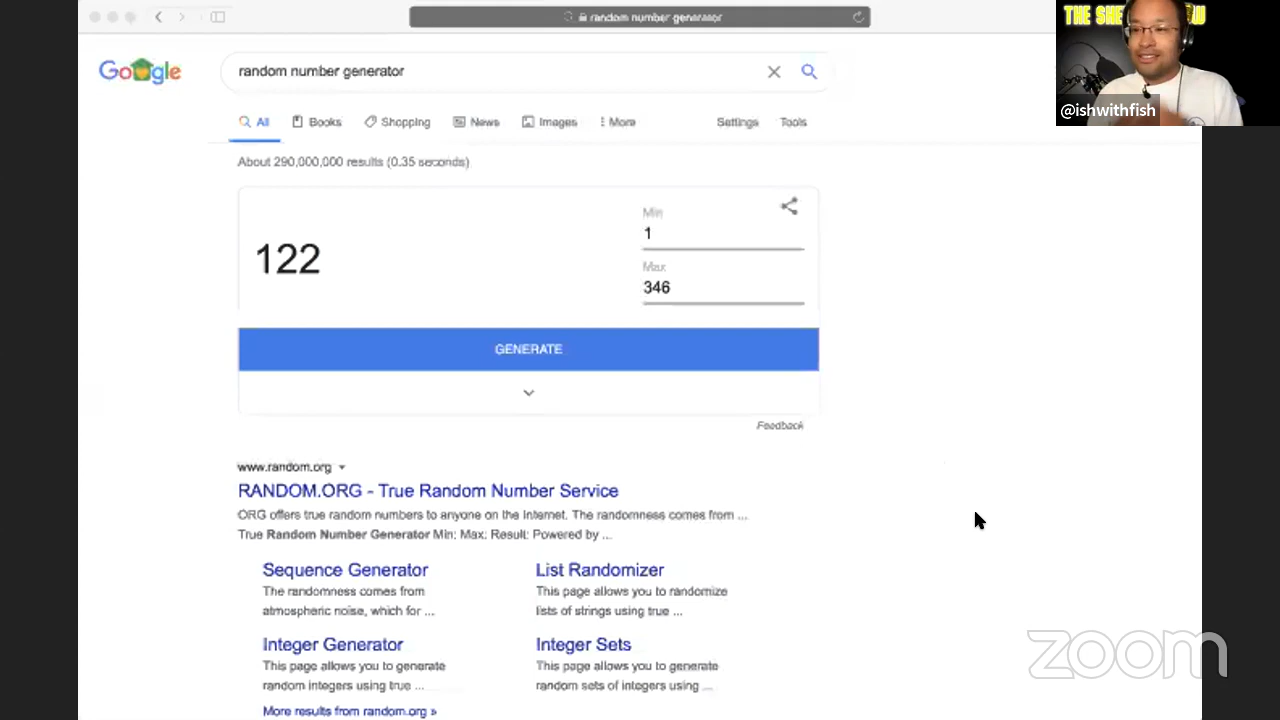 random number generator
THE SHE W
@ishwithfish
Google
random number generator
All
Books
Shopping
News
Images
More
Settings
Tools
About 290,000,000 results (0.35 seconds)
122
Min
1
Max
346
GENERATE
Feedback
www.random.org
RANDOM.ORG - True Random Number Service
ORG offers true random numbers to anyone on the Internet. The randomness comes from ...
True Random Number Generator Min: Max: Result: Powered by ...
Sequence Generator
The randomness comes from
atmospheric noise, which for ...
List Randomizer
This page allows you to randomize
lists of strings using true ...
Integer Generator
This page allows you to generate
random integers using true ...
Integer Sets
This page allows you to generate
random sets of integers using ...
More results from random.org »
zoom